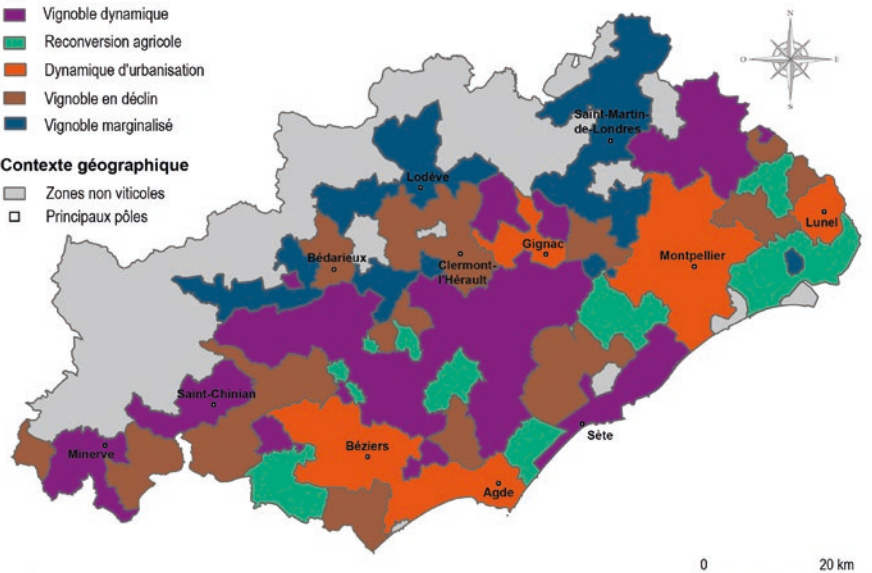 Vignoble dynamique
Reconversion agricole
Dynamique d'urbanisation
Vignoble en déclin
Vignoble marginalisé
Contexte géographique
Zones non viticoles
Principaux pôles
N
O
E
S
Saint-Martin-
de-Londres
Lodève
Lunel
Gignac
Montpellier
Bédarieux
Clermont-
l'Hérault
Saint-Chinian
Minerve
Béziers
Sète
Agde
0 20 km